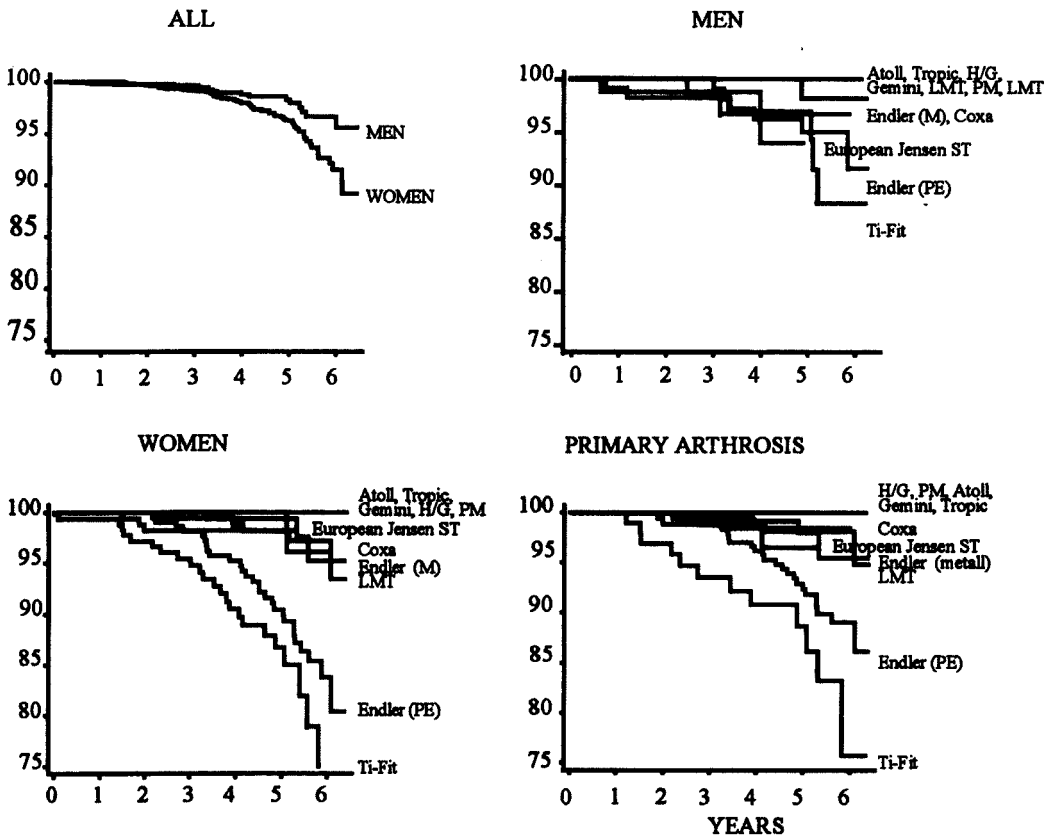 ALL
100
95
90
85
80
75
MEN
WOMEN
0 1 2 3 4 5 6
MEN
100
95
90
85
80
75
Atoll, Tropic, H/G,
Gemini, LMT, PM, LMT
Endler (M), Coxa
European Jensen ST
Endler (PE)
Ti-Fit
0 1 2 3 4 5 6
WOMEN
100
95
90
85
80
75
Atoll, Tropic,
Gemini, H/G, PM
European Jensen ST
Coxa
Endler (M)
LMT
Endler (PE)
Ti-Fit
0 1 2 3 4 5 6
PRIMARY ARTHROSIS
100
95
90
85
80
75
H/G, PM, Atoll,
Gemini, Tropic
Coxa
European Jensen ST
Endler (metall)
LMT
Endler (PE)
Ti-Fit
0 1 2 3 4 5 6
YEARS